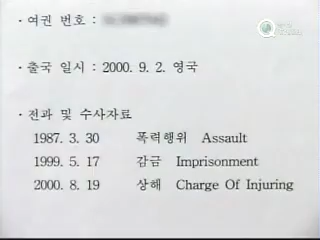 · 여권 번호 :
· 출국 일시 : 2000. 9. 2. 영국
· 전과 및 수사자료
1987. 3. 30 폭력행위 Assault
1999. 5. 17 감금 Imprisonment
2000. 8. 19 상해 Charge Of Injuring